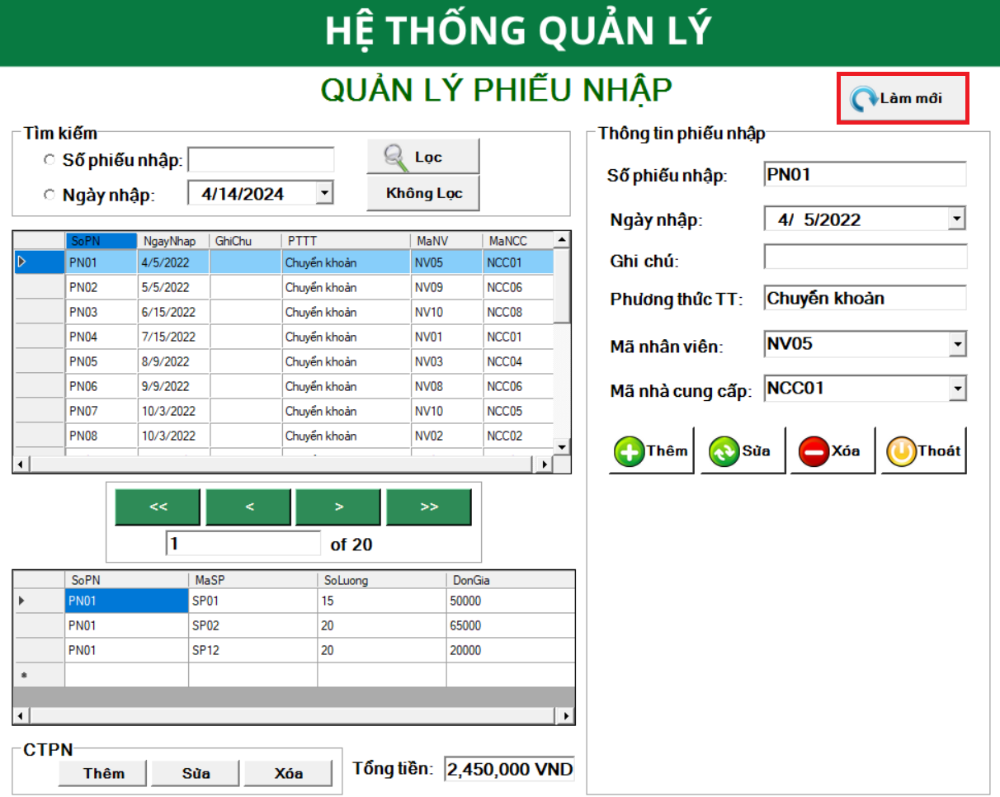 HỆ THỐNG QUẢN LÝ
QUẢN LÝ PHIẾU NHẬP
Làm mới
Tìm kiếm
Số phiếu nhập:
Lọc
Ngày nhập: 4/14/2024
Không Lọc
SoPN NgayNhap GhiChu PTTT MaNV MaNCC
PN01 4/5/2022 Chuyển khoản NV05 NCC01
PN02 5/5/2022 Chuyển khoản NV09 NCC06
PN03 6/15/2022 Chuyển khoản NV10 NCC08
PN04 7/15/2022 Chuyển khoản NV01 NCC01
PN05 8/9/2022 Chuyển khoản NV03 NCC04
PN06 9/9/2022 Chuyển khoản NV08 NCC06
PN07 10/3/2022 Chuyển khoản NV10 NCC05
PN08 10/3/2022 Chuyển khoản NV02 NCC02
<< < > >>
1 of 20
SoPN MaSP SoLuong DonGia
PN01 SP01 15 50000
PN01 SP02 20 65000
PN01 SP12 20 20000
*
CTPN
Thêm Sửa Xóa
Tổng tiền: 2,450,000 VND
Thông tin phiếu nhập
Số phiếu nhập: PN01
Ngày nhập: 4/ 5/2022
Ghi chú:
Phương thức TT: Chuyển khoản
Mã nhân viên: NV05
Mã nhà cung cấp: NCC01
Thêm Sửa Xóa Thoát